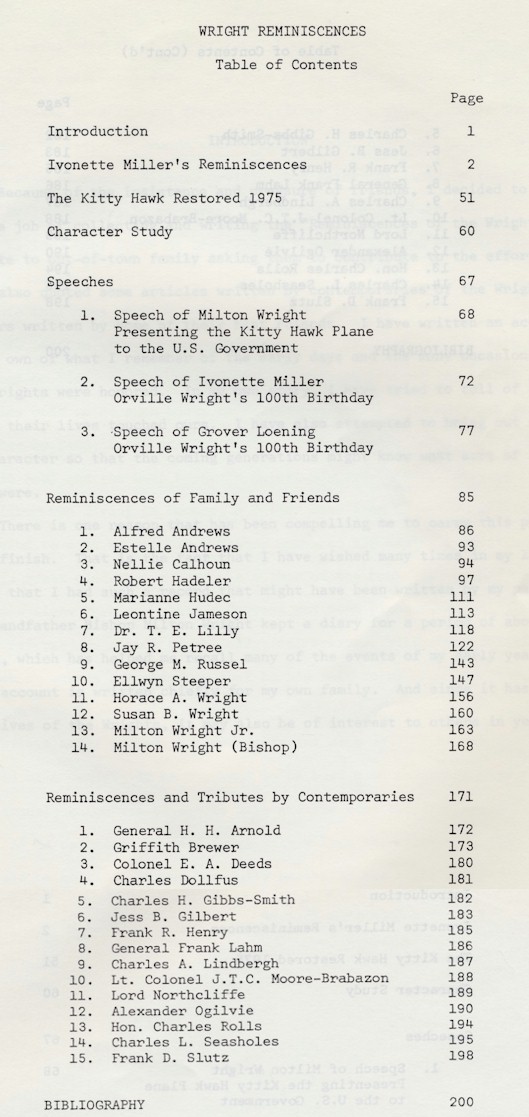 WRIGHT REMINISCENCES
Table of Contents
Page
Introduction 1
Ivonette Miller's Reminiscences 2
The Kitty Hawk Restored 1975 51
Character Study 60
Speeches 67
1. Speech of Milton Wright 68
Presenting the Kitty Hawk Plane
to the U.S. Government
2. Speech of Ivonette Miller 72
Orville Wright's 100th Birthday
3. Speech of Grover Loening 77
Orville Wright's 100th Birthday
Reminiscences of Family and Friends 85
1. Alfred Andrews 86
2. Estelle Andrews 93
3. Nellie Calhoun 94
4. Robert Hadeler 97
5. Marianne Hudec 111
6. Leontine Jameson 113
7. Dr. T. E. Lilly 118
8. Jay R. Petree 122
9. George M. Russel 143
10. Ellwyn Steeper 147
11. Horace A. Wright 156
12. Susan B. Wright 160
13. Milton Wright Jr. 163
14. Milton Wright (Bishop) 168
Reminiscences and Tributes by Contemporaries 171
1. General H. H. Arnold 172
2. Griffith Brewer 173
3. Colonel E. A. Deeds 180
4. Charles Dollfus 181
5. Charles H. Gibbs-Smith 182
6. Jess B. Gilbert 183
7. Frank R. Henry 185
8. General Frank Lahm 186
9. Charles A. Lindbergh 187
10. Lt. Colonel J.T.C. Moore-Brabazon 188
11. Lord Northcliffe 189
12. Alexander Ogilvie 190
13. Hon. Charles Rolls 194
14. Charles L. Seasholes 195
15. Frank D. Slutz 198
BIBLIOGRAPHY 200